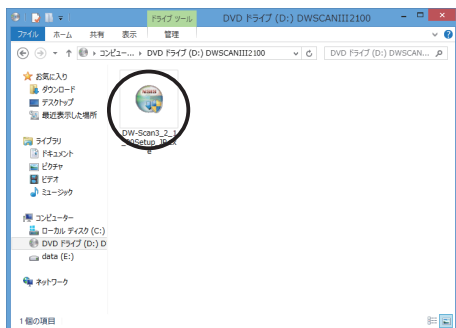 ドライブ ツール
DVD ドライブ (D:) DWSCANIII2100
ファイル ホーム 共有 表示 管理
コンピュー... DVD ドライブ (D:) DWSCANIII2100
DVD ドライブ (D:) DWSCAN...
お気に入り
ダウンロード
デスクトップ
最近表示した場所
DW-Scan3_2_1
_00Setup_JP.ex
e
ライブラリ
ドキュメント
ピクチャ
ビデオ
ミュージック
コンピューター
ローカル ディスク (C:)
DVD ドライブ (D:) D
data (E:)
ネットワーク
1 個の項目